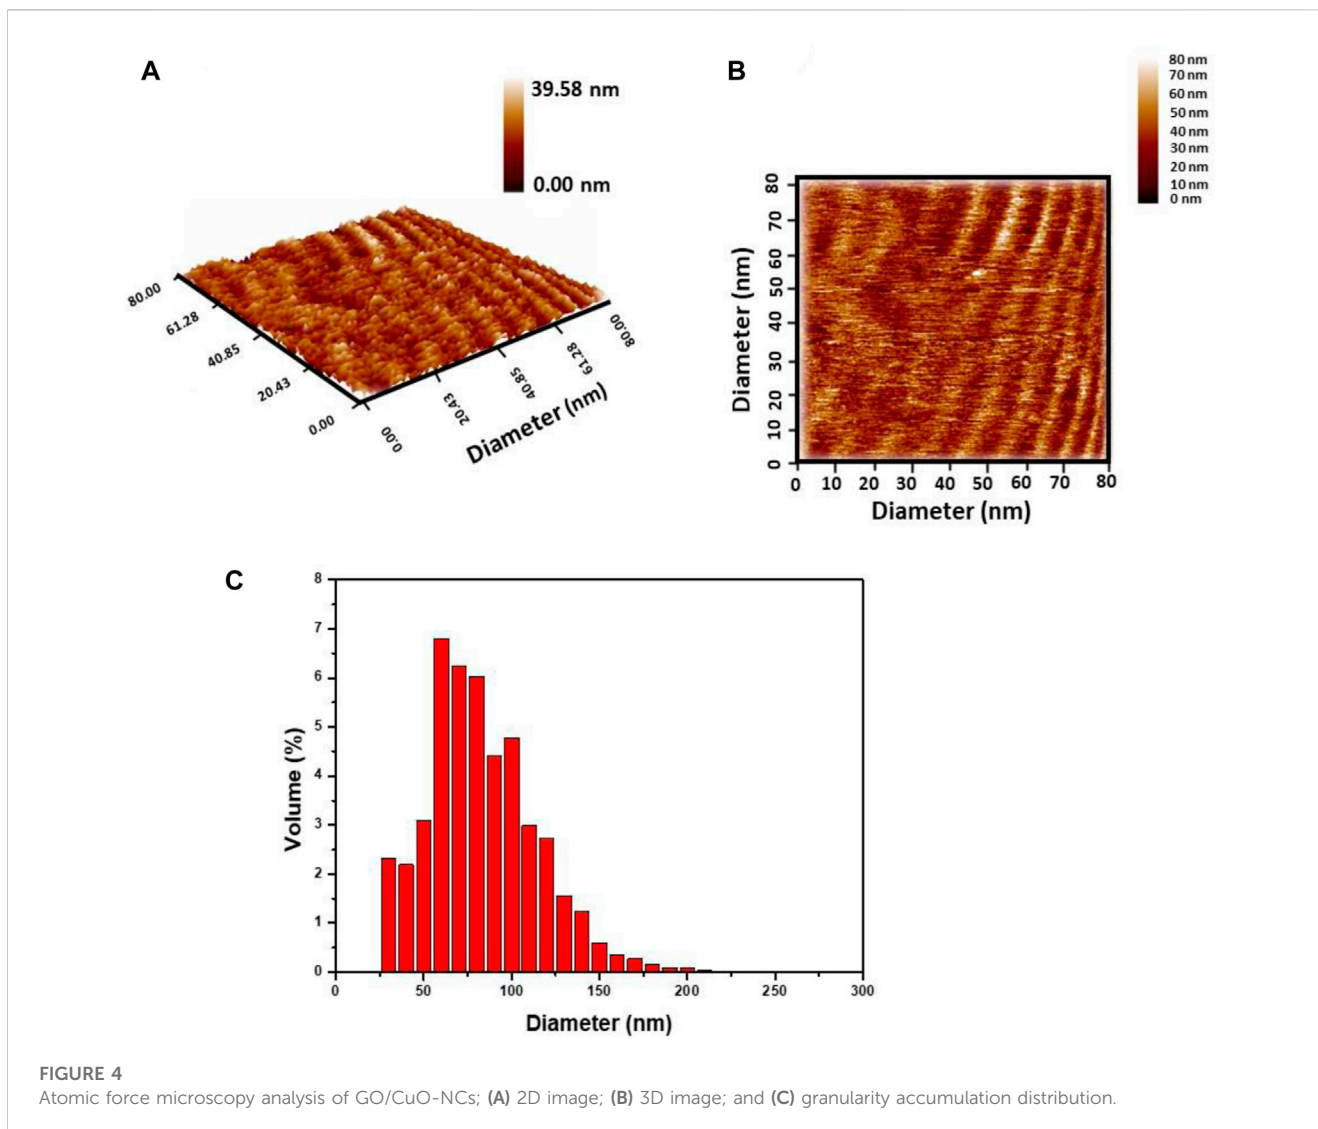 A
39.58 nm
0.00 nm
80.00
61.28
40.85
20.43
0.00
0.00
20.43
40.85
61.28
80.00
Diameter (nm)
B
80 nm
70 nm
60 nm
50 nm
40 nm
30 nm
20 nm
10 nm
0 nm
Diameter (nm)
80
70
60
50
40
30
20
10
0
0 10 20 30 40 50 60 70 80
Diameter (nm)
C
Volume (%)
8
7
6
5
4
3
2
1
0
0 50 100 150 200 250 300
Diameter (nm)
FIGURE 4
Atomic force microscopy analysis of GO/CuO-NCs; (A) 2D image; (B) 3D image; and (C) granularity accumulation distribution.